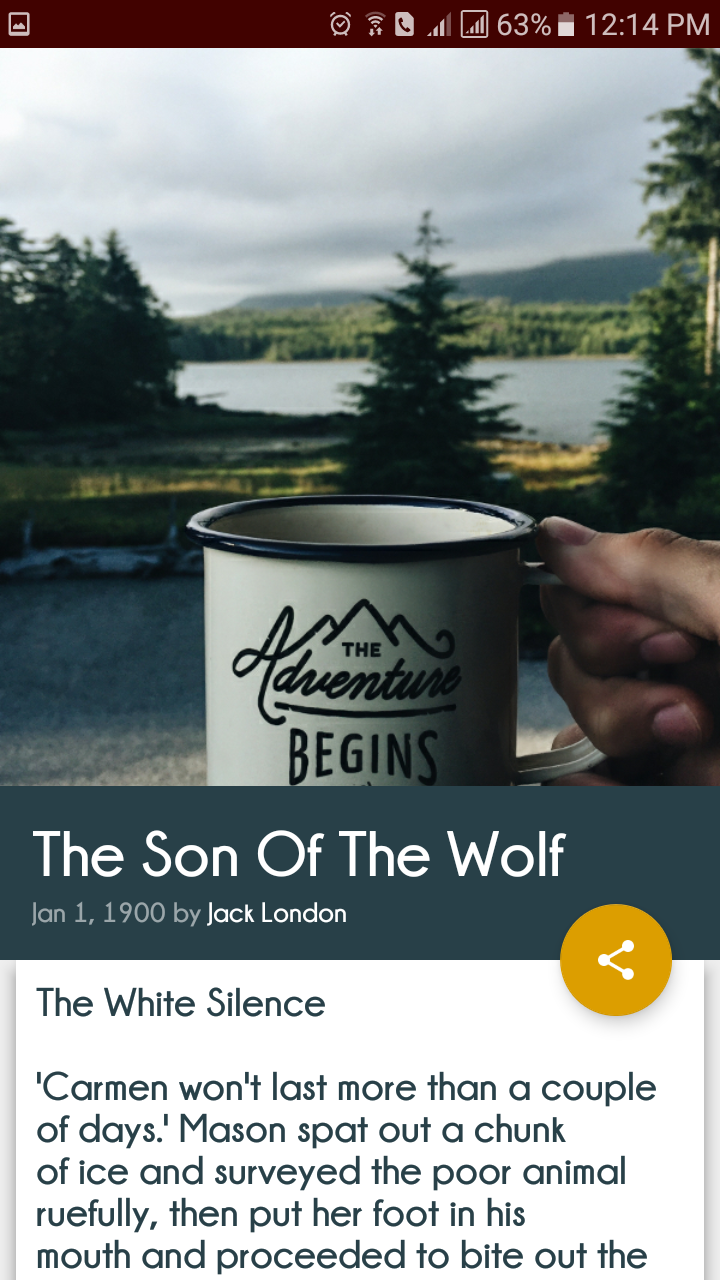 63% 12:14 PM
THE
Adventure
BEGINS
The Son Of The Wolf
Jan 1, 1900 by Jack London
The White Silence
'Carmen won't last more than a couple
of days.' Mason spat out a chunk
of ice and surveyed the poor animal
ruefully, then put her foot in his
mouth and proceeded to bite out the